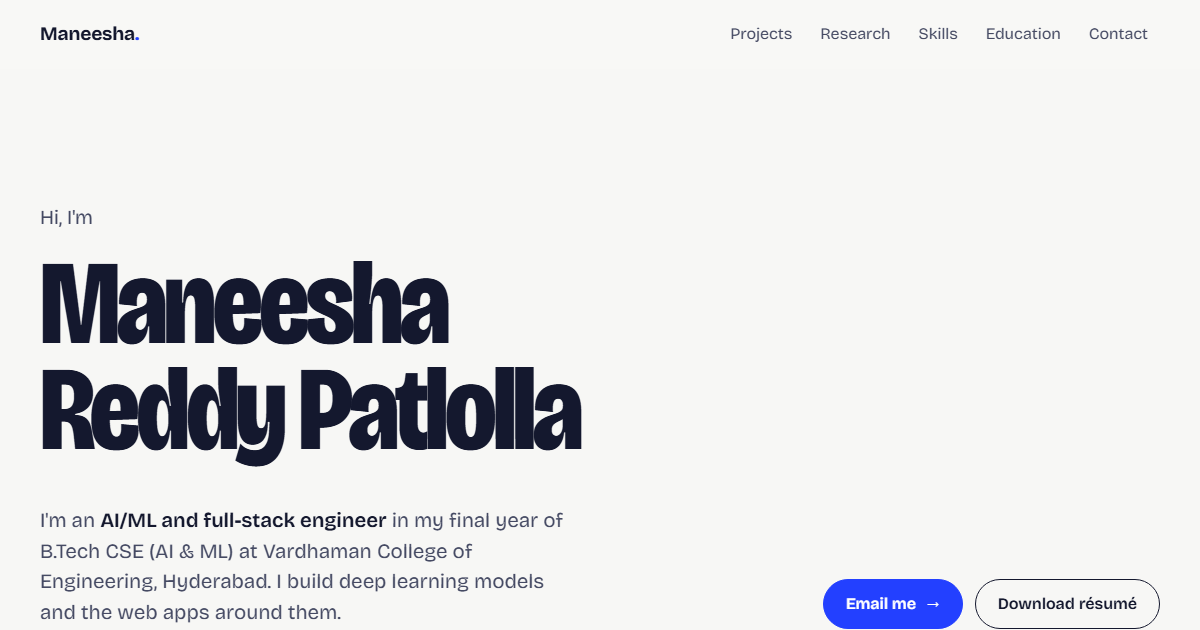 Maneesha.
Projects Research Skills Education Contact
Hi, I'm
Maneesha
Reddy Patlolla
I'm an AI/ML and full-stack engineer in my final year of
B.Tech CSE (AI & ML) at Vardhaman College of
Engineering, Hyderabad. I build deep learning models
and the web apps around them.
Email me →
Download résumé